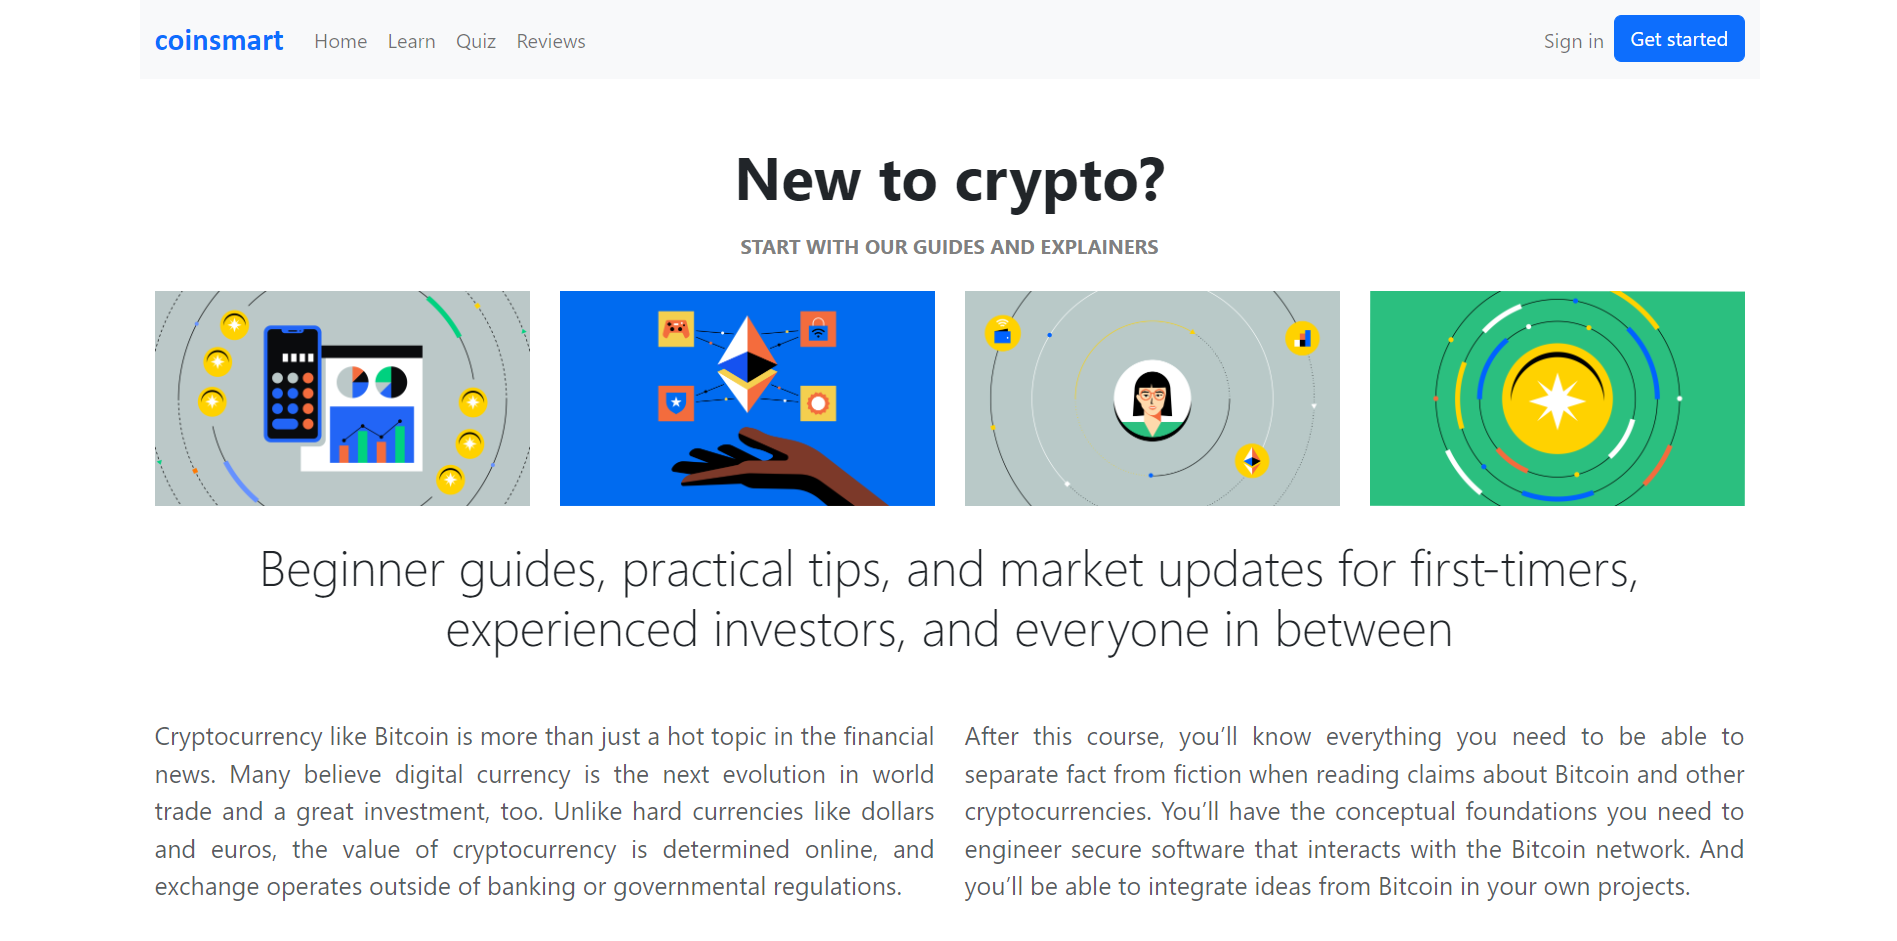 coinsmart Home Learn Quiz Reviews Sign in Get started
New to crypto?
START WITH OUR GUIDES AND EXPLAINERS
Beginner guides, practical tips, and market updates for first-timers,
experienced investors, and everyone in between
Cryptocurrency like Bitcoin is more than just a hot topic in the financial
news. Many believe digital currency is the next evolution in world
trade and a great investment, too. Unlike hard currencies like dollars
and euros, the value of cryptocurrency is determined online, and
exchange operates outside of banking or governmental regulations.
After this course, you’ll know everything you need to be able to
separate fact from fiction when reading claims about Bitcoin and other
cryptocurrencies. You’ll have the conceptual foundations you need to
engineer secure software that interacts with the Bitcoin network. And
you’ll be able to integrate ideas from Bitcoin in your own projects.